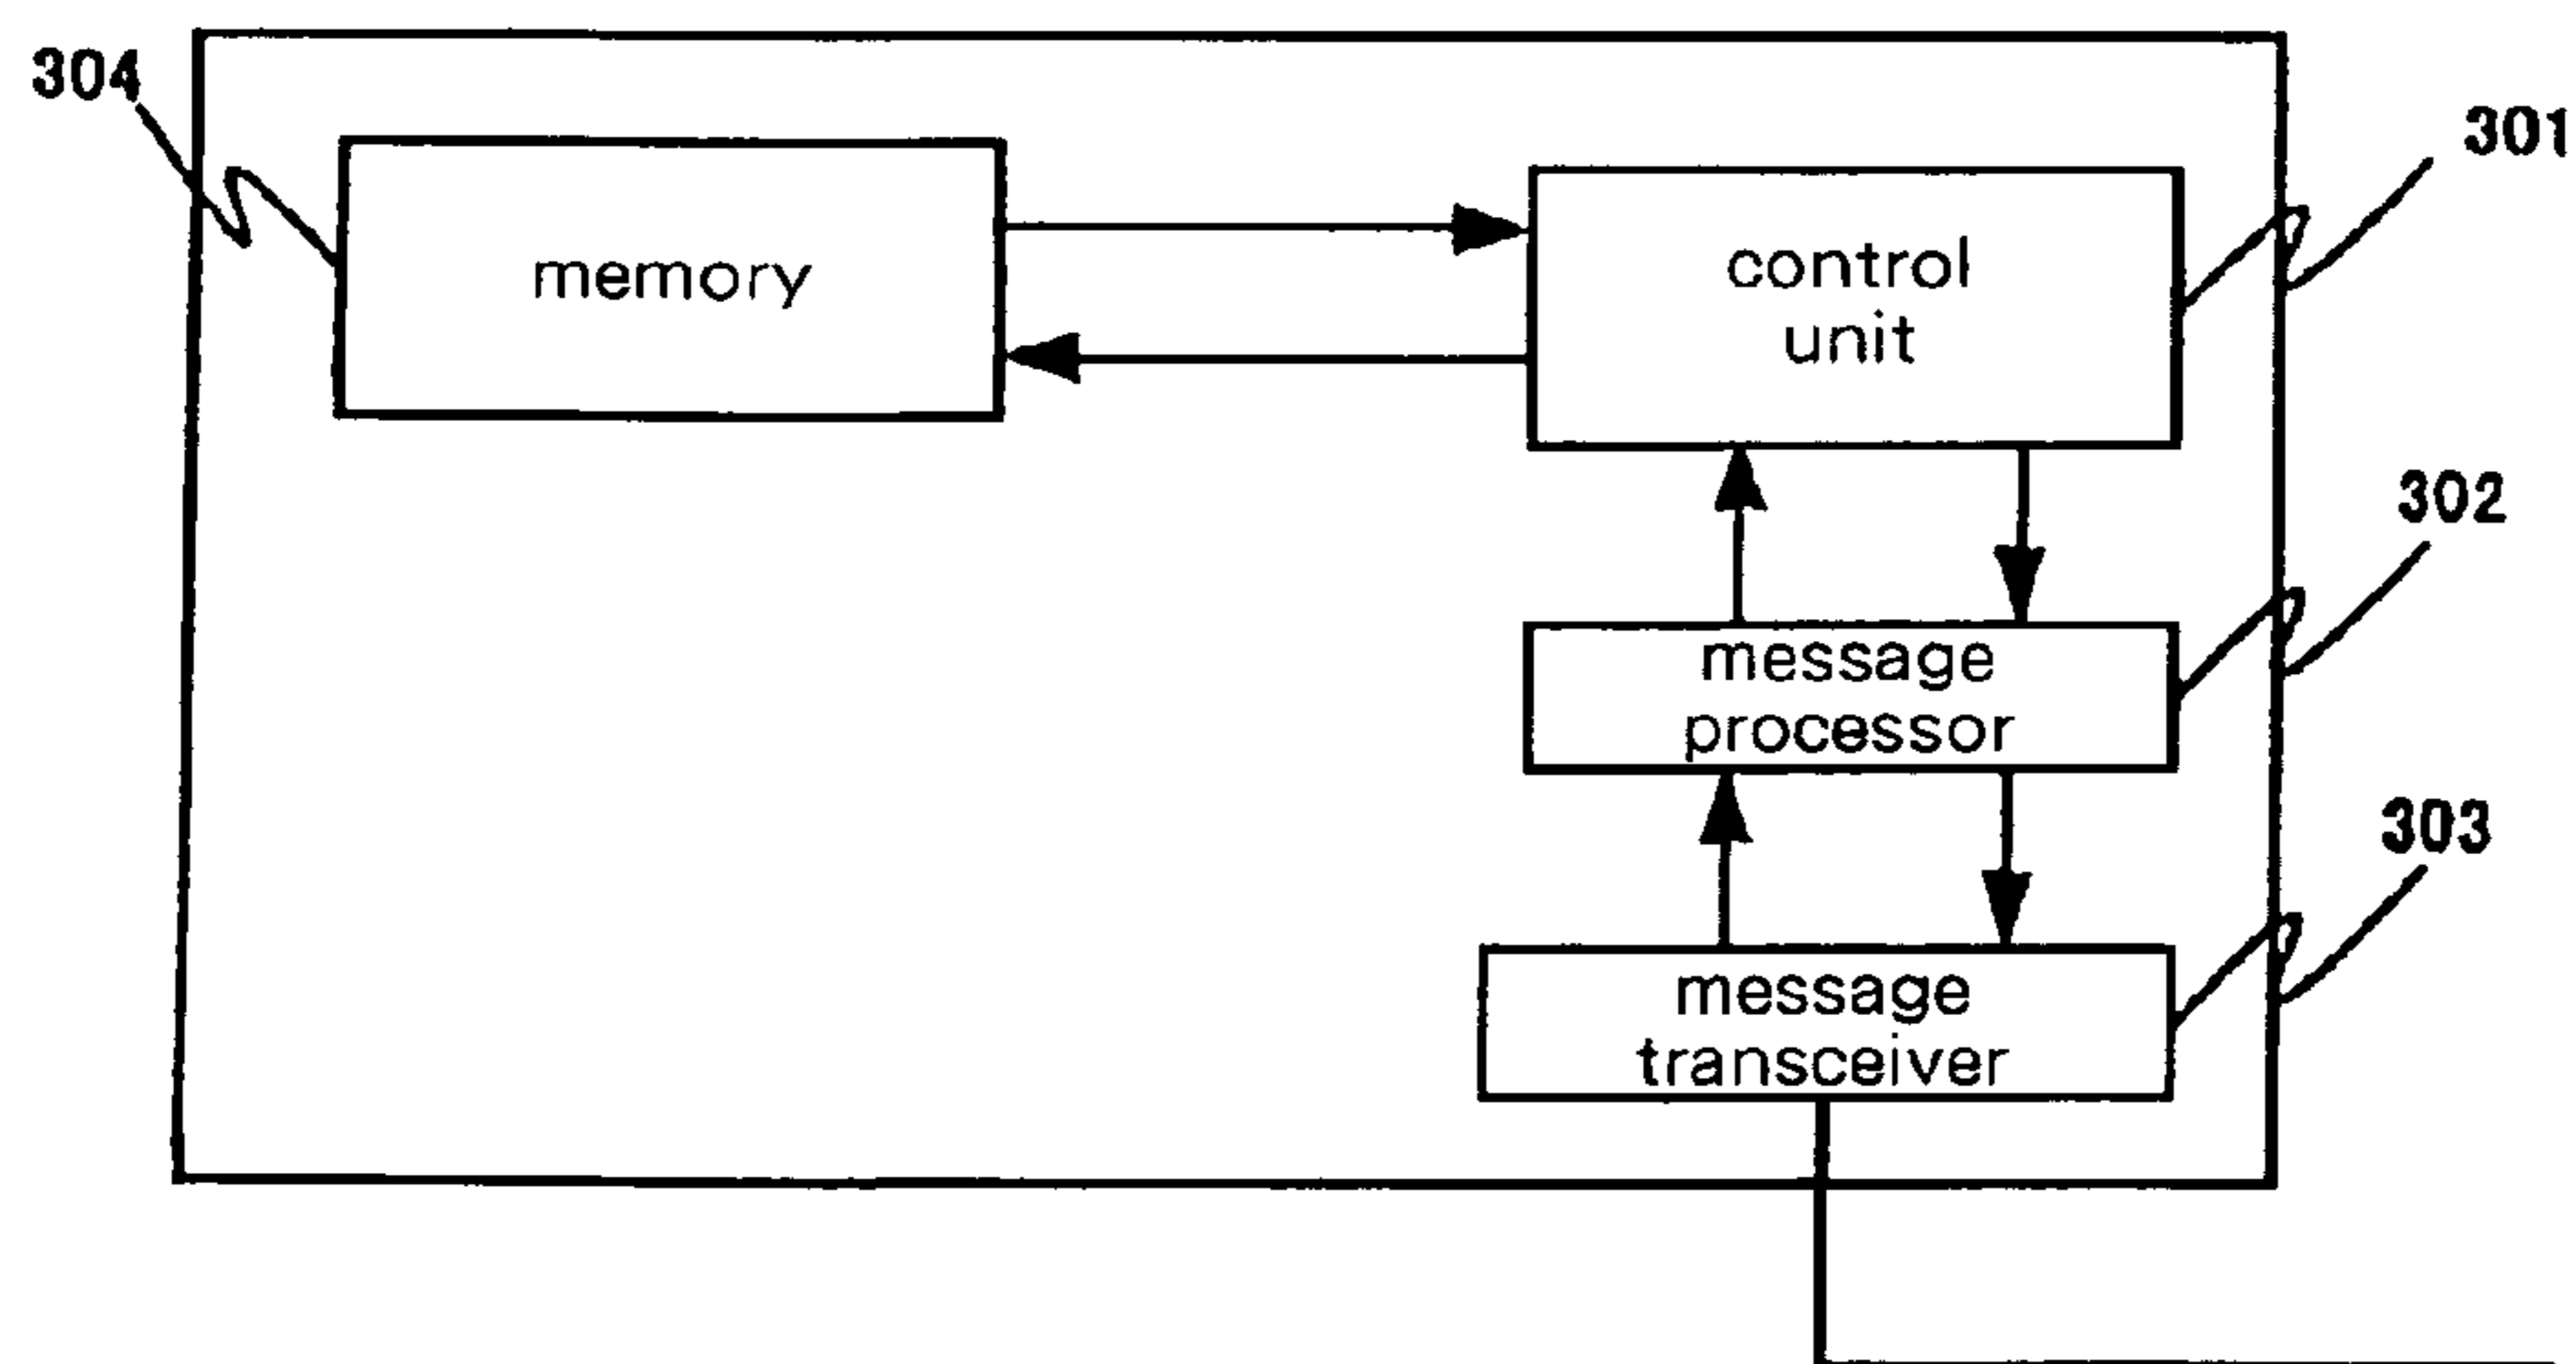 304
301
memory
control
unit
302
message
processor
303
message
transceiver